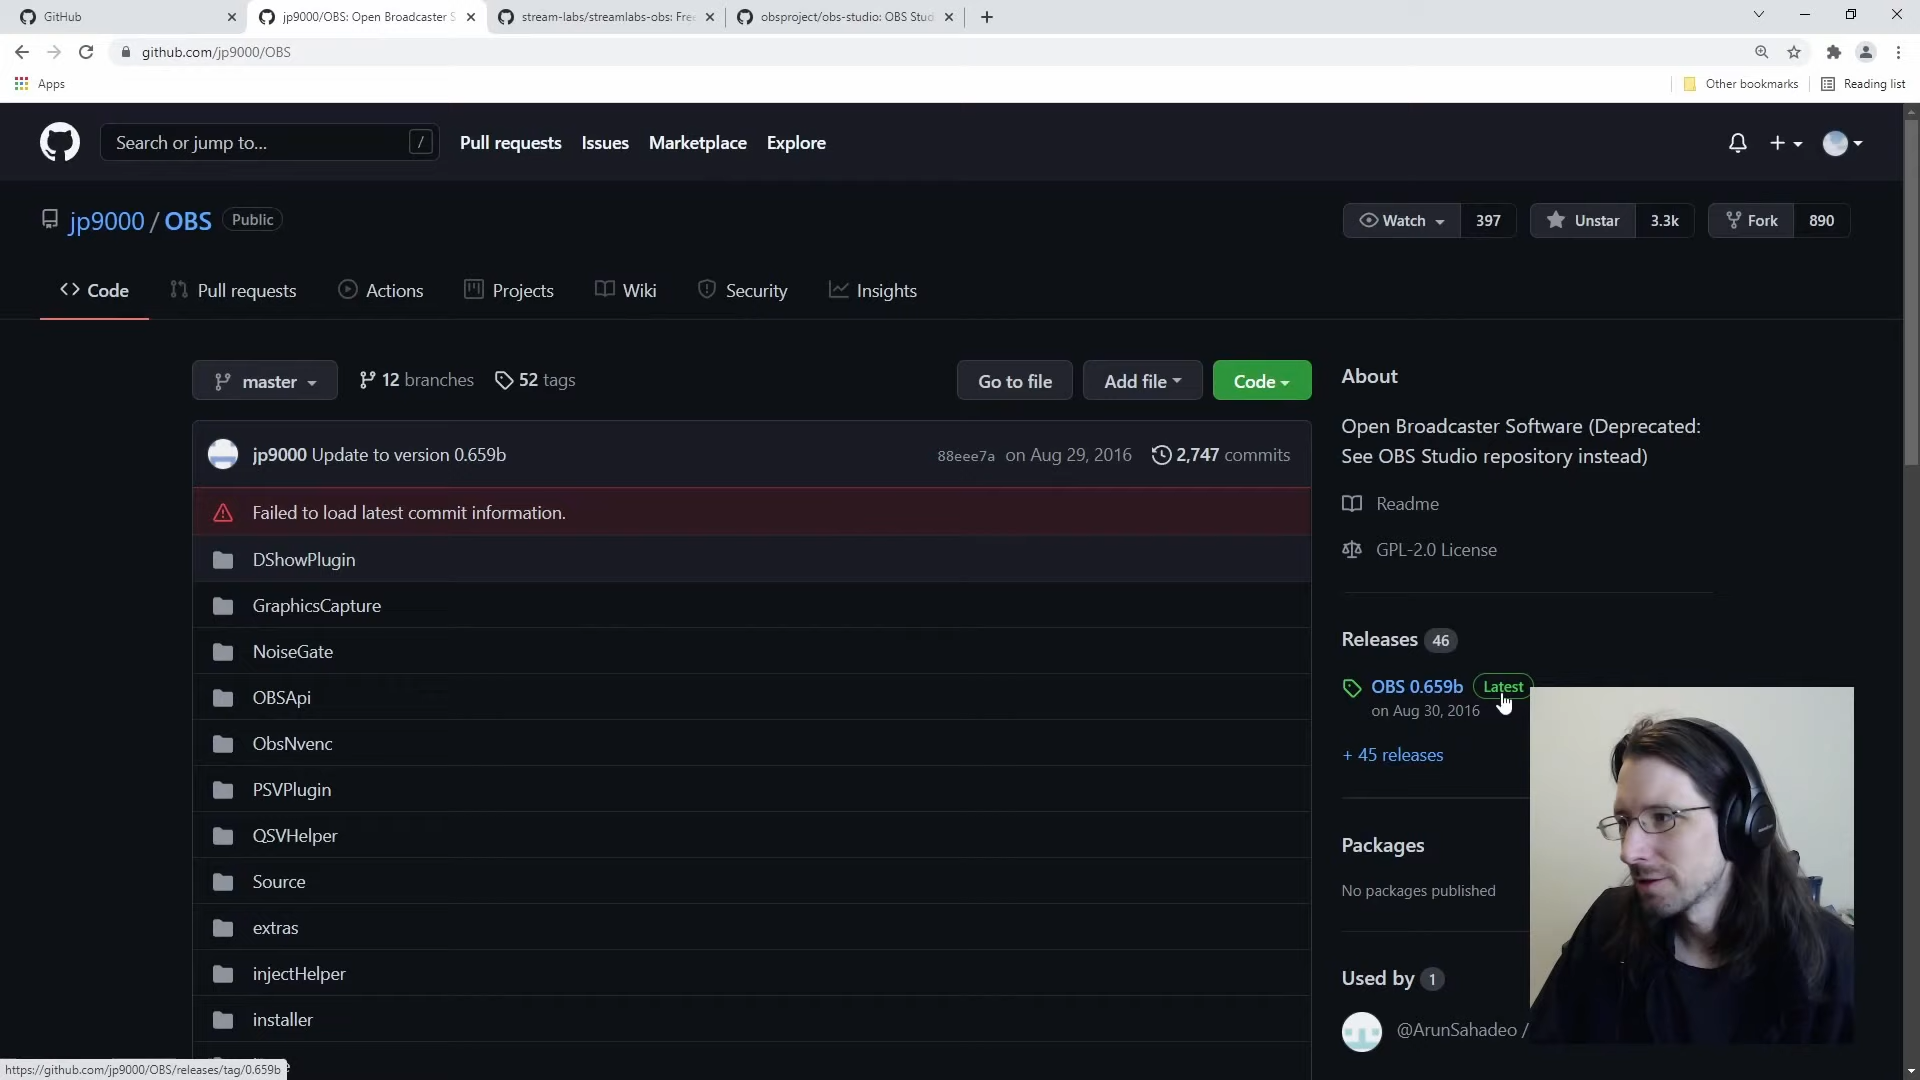 GitHub
jp9000/OBS: Open Broadcaster S
stream-labs/streamlabs-obs: Free
obsproject/obs-studio: OBS Stud
github.com/jp9000/OBS
Apps
Other bookmarks
Reading list
Search or jump to...
/
Pull requests
Issues
Marketplace
Explore
jp9000 / OBS
Public
Watch
397
Unstar
3.3k
Fork
890
Code
Pull requests
Actions
Projects
Wiki
Security
Insights
master
12 branches
52 tags
Go to file
Add file
Code
About
Open Broadcaster Software (Deprecated:
See OBS Studio repository instead)
Readme
GPL-2.0 License
jp9000 Update to version 0.659b
88eee7a on Aug 29, 2016
2,747 commits
Failed to load latest commit information.
DShowPlugin
GraphicsCapture
NoiseGate
OBSApi
ObsNvenc
PSVPlugin
QSVHelper
Source
extras
injectHelper
installer
Releases 46
OBS 0.659b Latest
on Aug 30, 2016
+ 45 releases
Packages
No packages published
Used by 1
@ArunSahadeo /
https://github.com/jp9000/OBS/releases/tag/0.659b